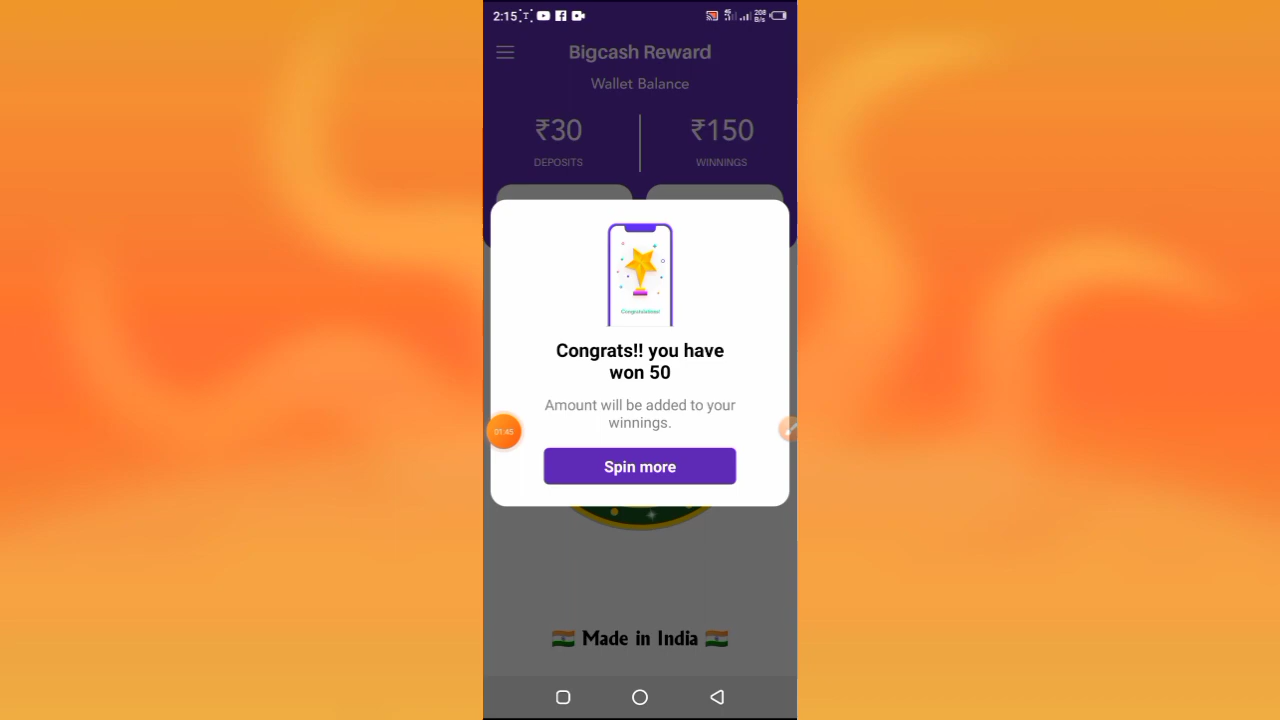 2:15
208
B/s
Bigcash Reward
Wallet Balance
₹30
₹150
DEPOSITS
WINNINGS
Congratulations!
Congrats!! you have
won 50
Amount will be added to your
winnings.
01:45
Spin more
🇮🇳 Made in India 🇮🇳